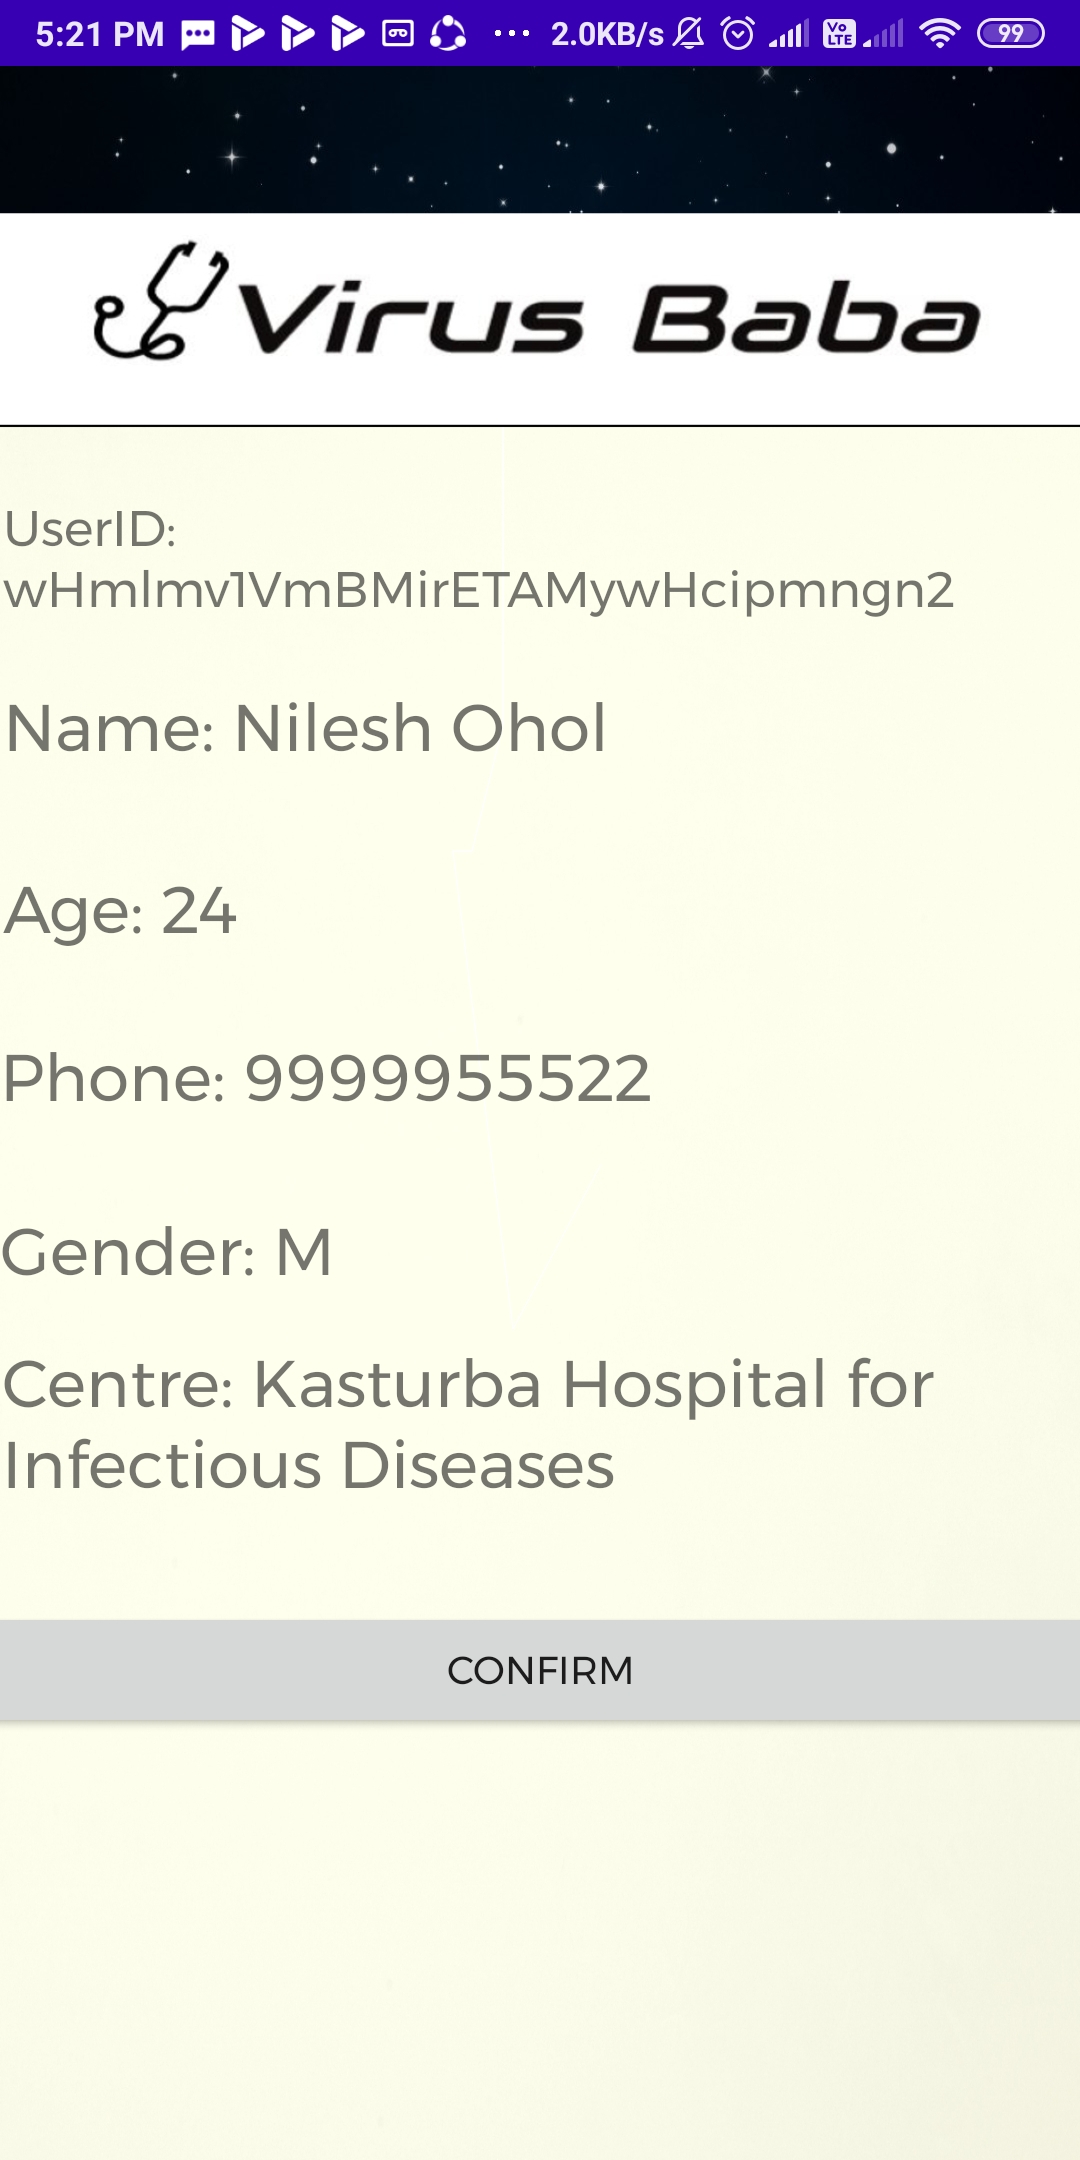 5:21 PM ... 2.0KB/s Vo LTE 99
Virus Baba
UserID:
wHmlmv1VmBMirETAMywHcipmngn2
Name: Nilesh Ohol
Age: 24
Phone: 9999955522
Gender: M
Centre: Kasturba Hospital for
Infectious Diseases
CONFIRM